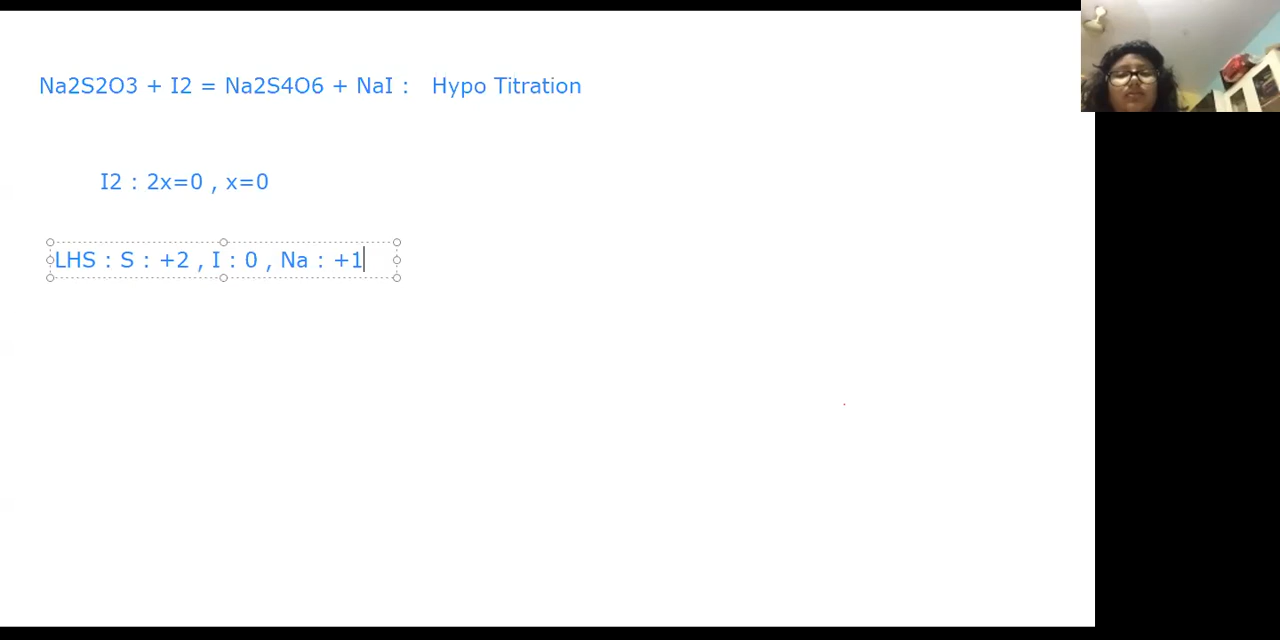 Na2S2O3 + I2 = Na2S4O6 + NaI :   Hypo Titration
I2 : 2x=0 , x=0
LHS : S : +2 , I : 0 , Na : +1